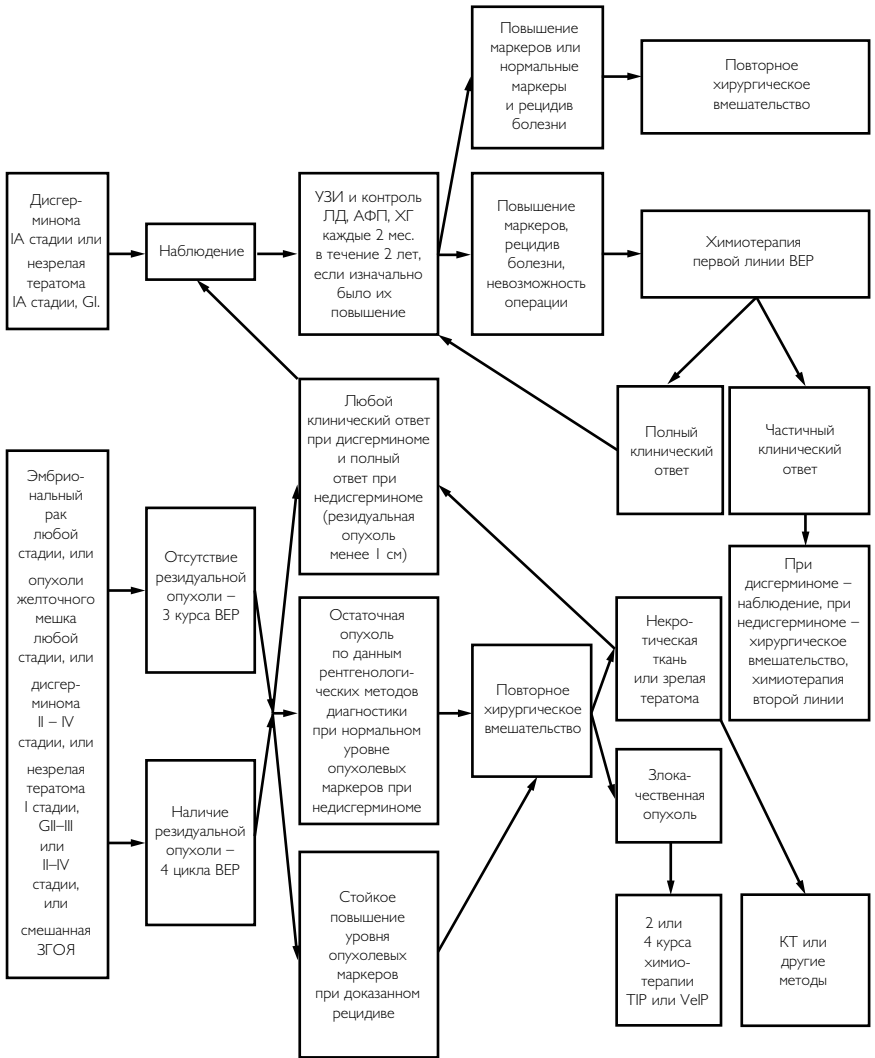 Повышение
маркеров или
нормальные
маркеры
и рецидив
болезни
Повторное
хирургическое
вмешательство
Дисгер-
минома
IA стадии или
незрелая
тератома
IA стадии, GI.
Наблюдение
УЗИ и контроль
ЛД, АФП, ХГ
каждые 2 мес.
в течение 2 лет,
если изначально
было их
повышение
Повышение
маркеров,
рецидив
болезни,
невозможность
операции
Химиотерапия
первой линии BEP
Любой
клинический ответ
при дисгерминоме
и полный
ответ при
недисгерминоме
(резидуальная
опухоль
менее 1 см)
Полный
клинический
ответ
Частичный
клинический
ответ
Эмбрио-
нальный
рак
любой
стадии, или
опухоли
желточного
мешка
любой
стадии, или
дисгер-
минома
II – IV
стадии, или
незрелая
тератома
I стадии,
GII–III
или
II–IV
стадии,
или
смешанная
ЗГОЯ
Отсутствие
резидуальной
опухоли –
3 курса BEP
Наличие
резидуальной
опухоли –
4 цикла BEP
Остаточная
опухоль
по данным
рентгенологи-
ческих методов
диагностики
при нормальном
уровне
опухолевых
маркеров при
недисгерминоме
Стойкое
повышение
уровня
опухолевых
маркеров
при доказанном
рецидиве
Повторное
хирургическое
вмешательство
Некро-
тическая
ткань
или зрелая
тератома
При
дисгерминоме –
наблюдение, при
недисгерминоме –
хирургическое
вмешательство,
химиотерапия
второй линии
Злока-
чественная
опухоль
2 или
4 курса
химио-
терапии
TIP или VeIP
КТ или
другие
методы